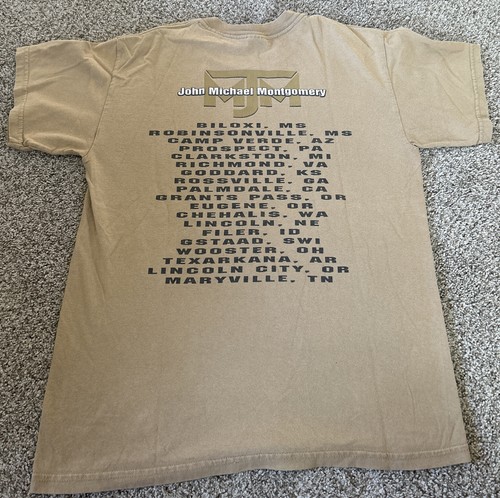 JMM
John Michael Montgomery
BILOXI, MS
ROBINSONVILLE, MS
CAMP VERDE, AZ
PROSPECT, PA
CLARKSTON, MI
RICHMOND, VA
GODDARD, KS
ROSSVILLE, GA
PALMDALE, CA
GRANTS PASS, OR
EUGENE, OR
CHEHALIS, WA
LINCOLN, NE
FILER, ID
GSTAAD, SWI
WOOSTER, OH
TEXARKANA, AR
LINCOLN CITY, OR
MARYVILLE, TN